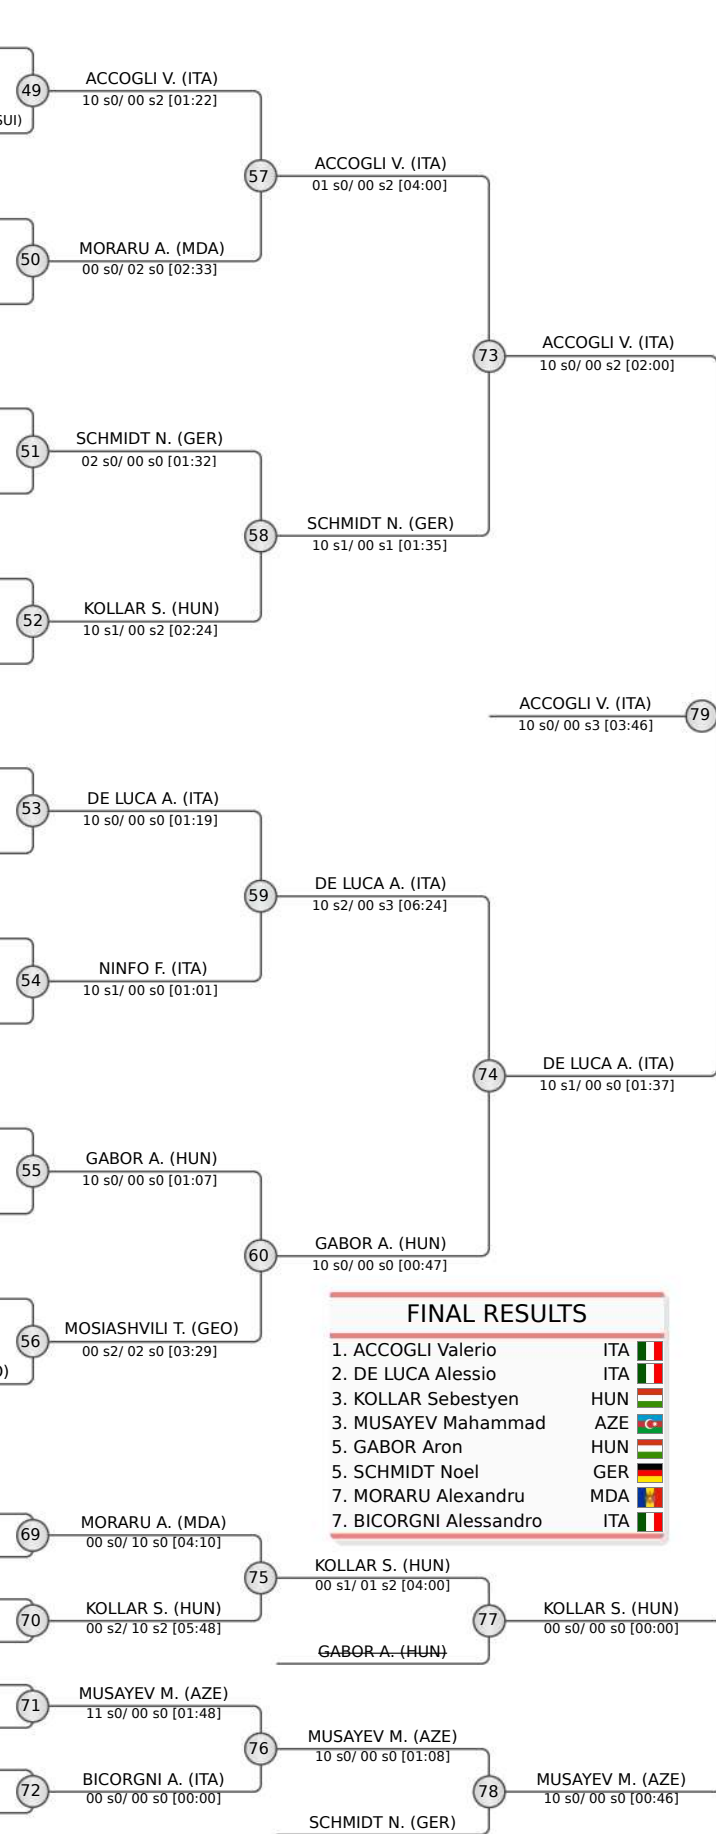 ACCOGLI V. (ITA)
49
10 s0/ 00 s2 [01:22]
SUI)
ACCOGLI V. (ITA)
57
01 s0/ 00 s2 [04:00]
MORARU A. (MDA)
50
00 s0/ 02 s0 [02:33]
ACCOGLI V. (ITA)
73
10 s0/ 00 s2 [02:00]
SCHMIDT N. (GER)
51
02 s0/ 00 s0 [01:32]
SCHMIDT N. (GER)
58
10 s1/ 00 s1 [01:35]
KOLLAR S. (HUN)
52
10 s1/ 00 s2 [02:24]
ACCOGLI V. (ITA)
79
10 s0/ 00 s3 [03:46]
DE LUCA A. (ITA)
53
10 s0/ 00 s0 [01:19]
DE LUCA A. (ITA)
59
10 s2/ 00 s3 [06:24]
NINFO F. (ITA)
54
10 s1/ 00 s0 [01:01]
DE LUCA A. (ITA)
74
10 s1/ 00 s0 [01:37]
GABOR A. (HUN)
55
10 s0/ 00 s0 [01:07]
GABOR A. (HUN)
60
10 s0/ 00 s0 [00:47]
MOSIASHVILI T. (GEO)
56
00 s2/ 02 s0 [03:29]
FINAL RESULTS
1. ACCOGLI Valerio ITA
2. DE LUCA Alessio ITA
3. KOLLAR Sebestyen HUN
3. MUSAYEV Mahammad AZE
5. GABOR Aron HUN
5. SCHMIDT Noel GER
7. MORARU Alexandru MDA
7. BICORGNI Alessandro ITA
MORARU A. (MDA)
69
00 s0/ 10 s0 [04:10]
KOLLAR S. (HUN)
75
00 s1/ 01 s2 [04:00]
KOLLAR S. (HUN)
70
00 s2/ 10 s2 [05:48]
KOLLAR S. (HUN)
77
00 s0/ 00 s0 [00:00]
GABOR A. (HUN)
MUSAYEV M. (AZE)
71
11 s0/ 00 s0 [01:48]
MUSAYEV M. (AZE)
76
10 s0/ 00 s0 [01:08]
BICORGNI A. (ITA)
72
00 s0/ 00 s0 [00:00]
MUSAYEV M. (AZE)
78
10 s0/ 00 s0 [00:46]
SCHMIDT N. (GER)